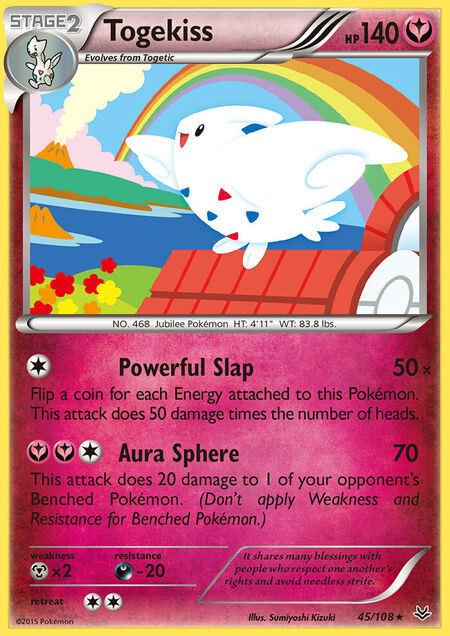 STAGE2
Togekiss
HP140
Evolves from Togetic
NO. 468 Jubilee Pokémon HT: 4'11" WT: 83.8 lbs.
Powerful Slap 50×
Flip a coin for each Energy attached to this Pokémon.
This attack does 50 damage times the number of heads.
Aura Sphere 70
This attack does 20 damage to 1 of your opponent's
Benched Pokémon. (Don't apply Weakness and
Resistance for Benched Pokémon.)
weakness resistance
×2 -20
retreat
It shares many blessings with
people who respect one another's
rights and avoid needless strife.
©2015 Pokémon
Illus. Sumiyoshi Kizuki
45/108★